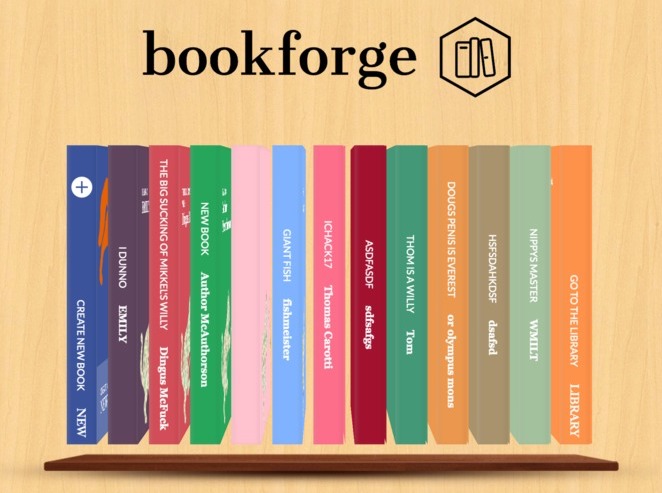 bookforge
CREATE NEW BOOK NEW
I DUNNO EMILY
THE BIG SUCKING OF MIKKEL'S WILLY Dingus McFuck
NEW BOOK Author McAuthorson
GIANT FISH fishmeister
ICHACK17 Thomas Carotti
ASDFASDF sdfsafgs
THOM IS A WILLY Tom
DOUGS PENIS IS EVEREST or olympus mons
HSFSDAHKDSF dsafsd
NIPPYS MASTER WMILT
GO TO THE LIBRARY LIBRARY